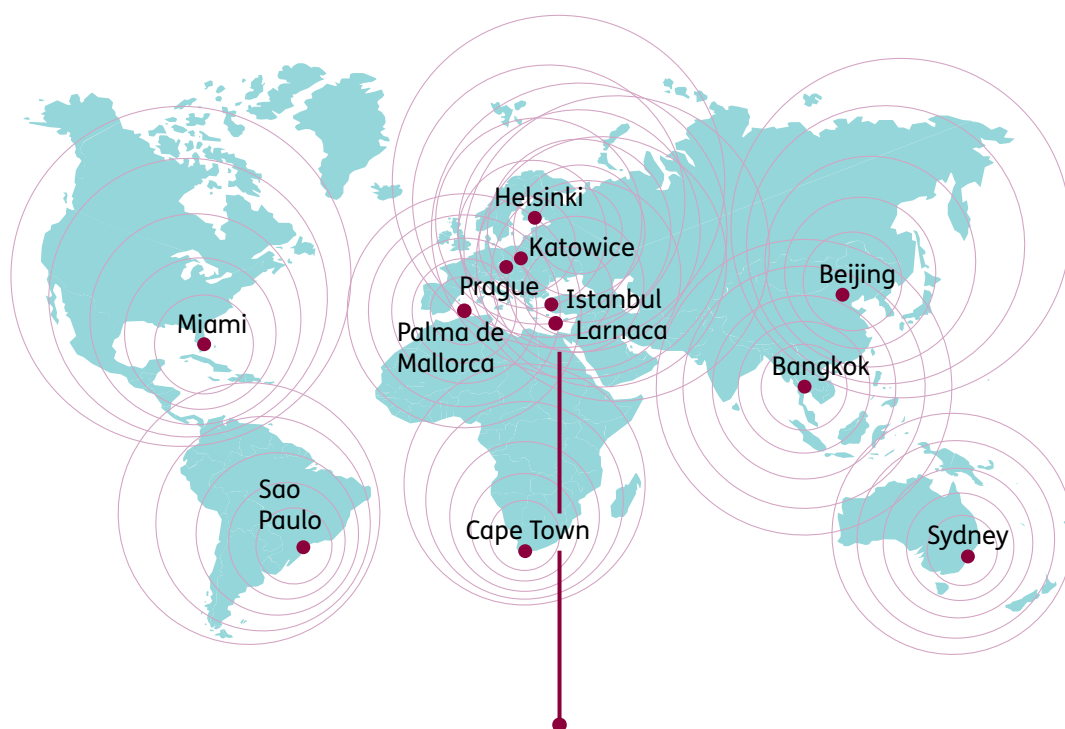 Helsinki
Katowice
Prague
Istanbul
Larnaca
Palma de
Mallorca
Miami
Beijing
Bangkok
Sao
Paulo
Cape Town
Sydney